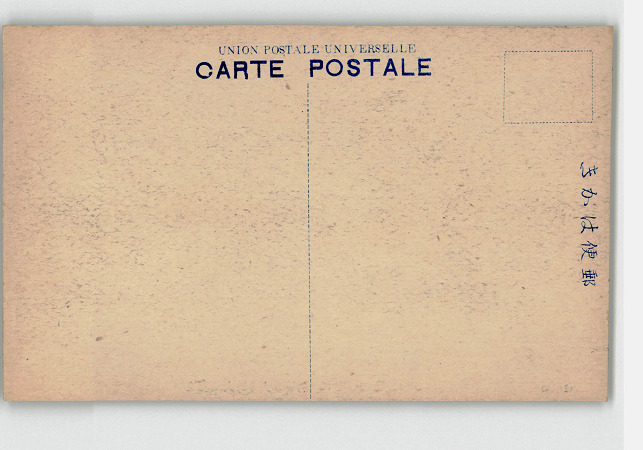 UNION POSTALE UNIVERSELLE
CARTE POSTALE
きかは便郵